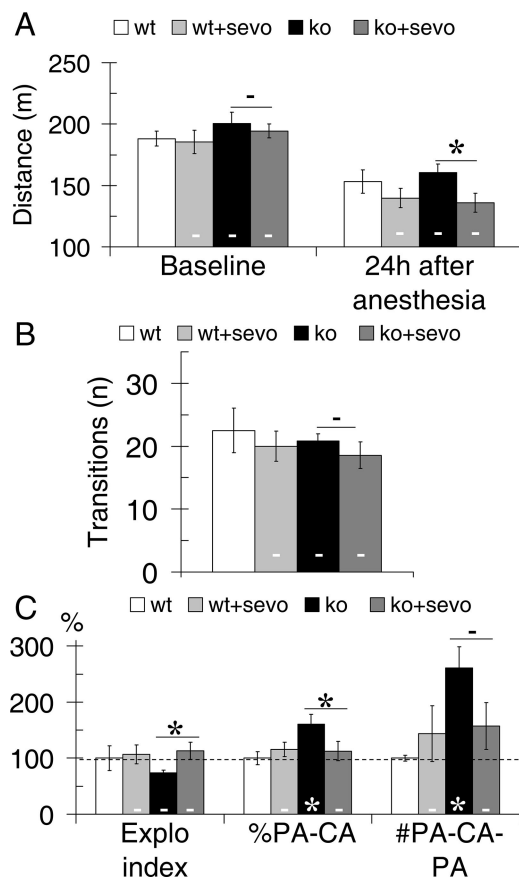 A
wt wt+sevo ko ko+sevo
Distance (m)
250
200
150
100
-
*
- - - - - -
Baseline
24h after
anesthesia
B
wt wt+sevo ko ko+sevo
Transitions (n)
30
20
10
0
-
- - -
C
wt wt+sevo ko ko+sevo
%
300
200
100
0
*
*
-
- - - - * - - * -
Explo
index
%PA-CA
#PA-CA-
PA